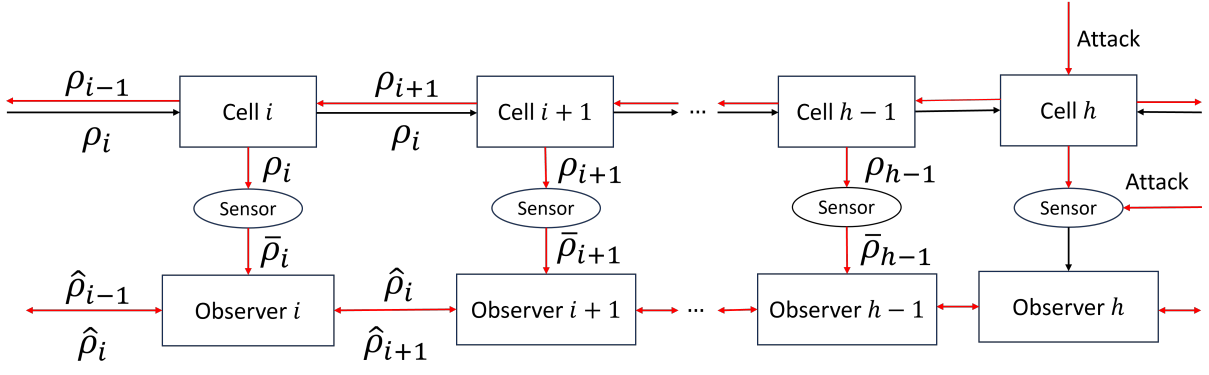 Attack
ρ_{i−1} ρ_{i+1}
Cell i Cell i + 1 ... Cell h − 1 Cell h
ρ_i ρ_i
ρ_i ρ_{i+1} ρ_{h−1}
Attack
Sensor Sensor Sensor Sensor
ρ̄_i ρ̄_{i+1} ρ̄_{h−1}
ρ̂_{i−1} ρ̂_i
Observer i Observer i + 1 ... Observer h − 1 Observer h
ρ̂_i ρ̂_{i+1}